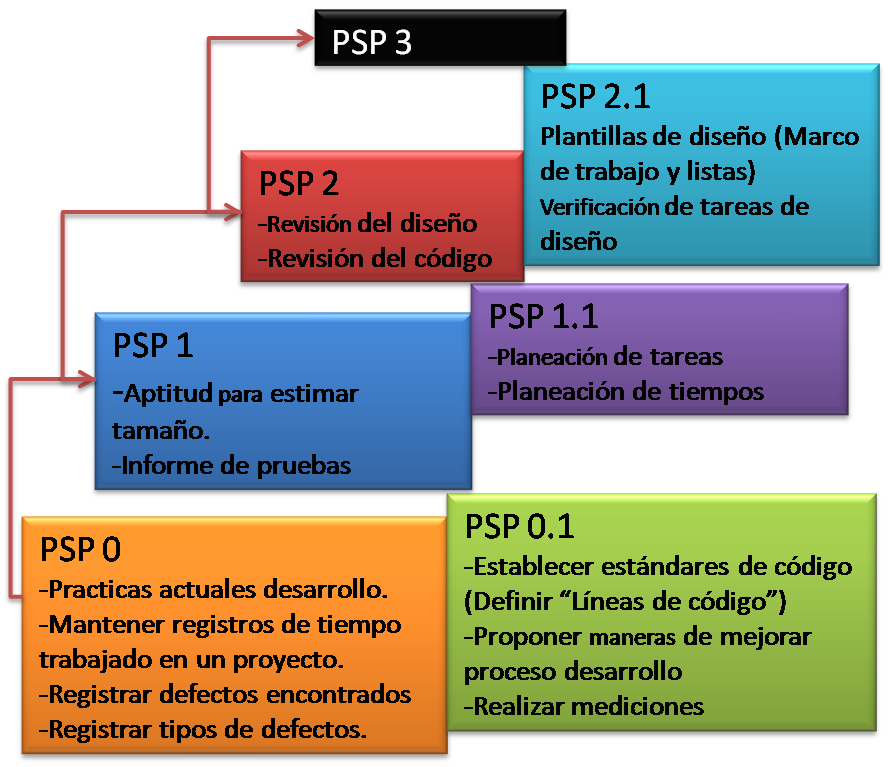 PSP 3
PSP 2.1
Plantillas de diseño (Marco
de trabajo y listas)
Verificación de tareas de
diseño
PSP 2
-Revisión del diseño
-Revisión del código
PSP 1.1
-Planeación de tareas
-Planeación de tiempos
PSP 1
-Aptitud para estimar
tamaño.
-Informe de pruebas
PSP 0
-Practicas actuales desarrollo.
-Mantener registros de tiempo
trabajado en un proyecto.
-Registrar defectos encontrados
-Registrar tipos de defectos.
PSP 0.1
-Establecer estándares de código
(Definir “Líneas de código”)
-Proponer maneras de mejorar
proceso desarrollo
-Realizar mediciones